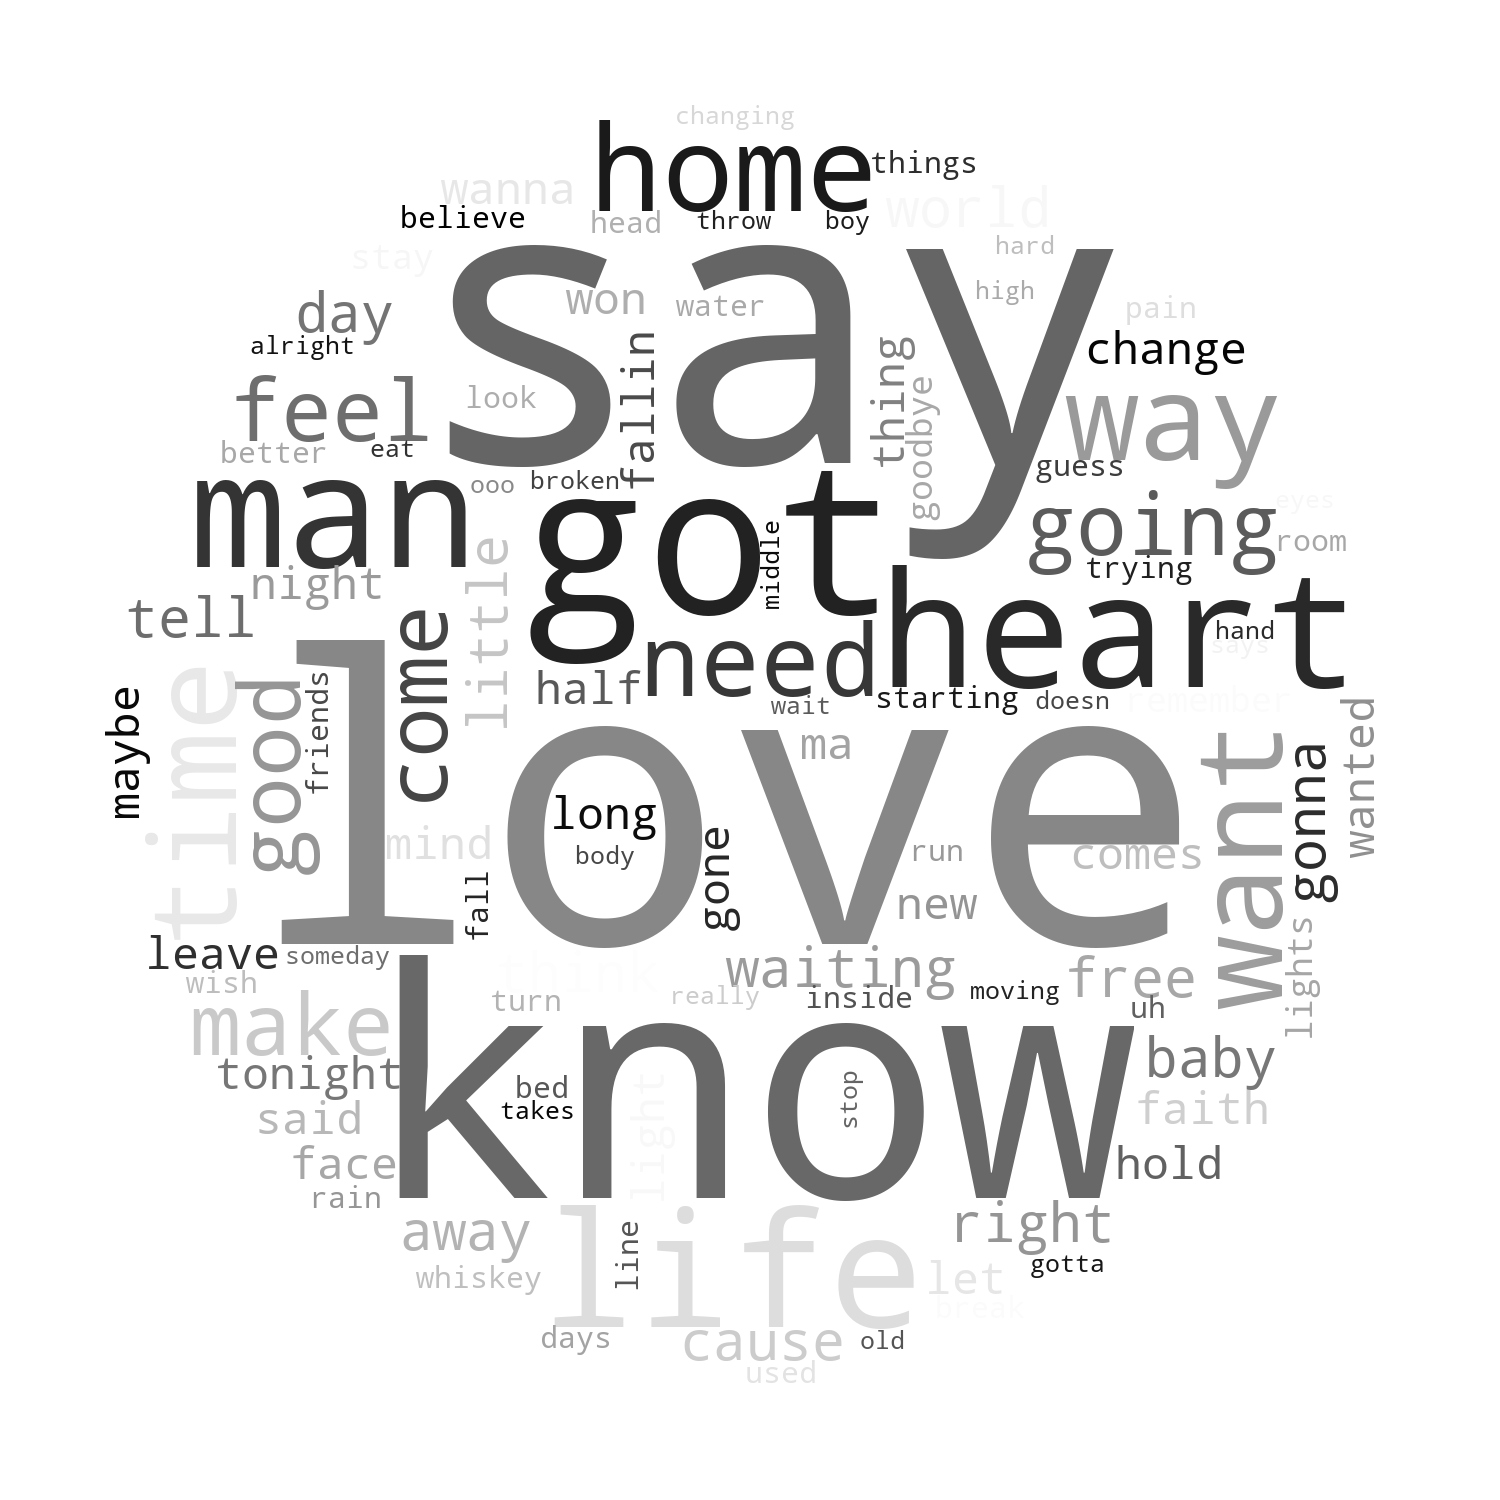 changing
home
things
wanna
world
believe
head
throw
boy
stay
say
hard
high
won
water
day
pain
alright
change
fallin
thing
feel
look
goodbye
way
better
eat
man
ooo
broken
got
guess
going
eyes
room
night
little
middle
trying
heart
tell
come
need
hand
says
half
time
good
friends
love
wait
starting
doesn
remember
maybe
ma
want
gonna
wanted
long
mind
body
gone
run
comes
fall
new
leave
someday
think
waiting
free
lights
wish
turn
really
inside
moving
uh
make
know
tonight
bed
takes
light
stop
baby
said
faith
face
hold
rain
away
life
right
line
whiskey
let
gotta
break
days
cause
old
used